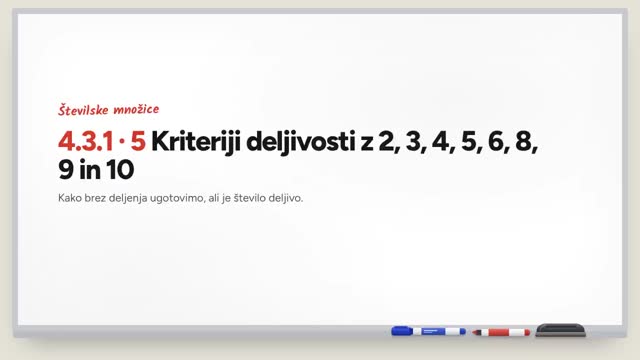 Številske množice
4.3.1 · 5 Kriteriji deljivosti z 2, 3, 4, 5, 6, 8,
9 in 10
Kako brez deljenja ugotovimo, ali je število deljivo.